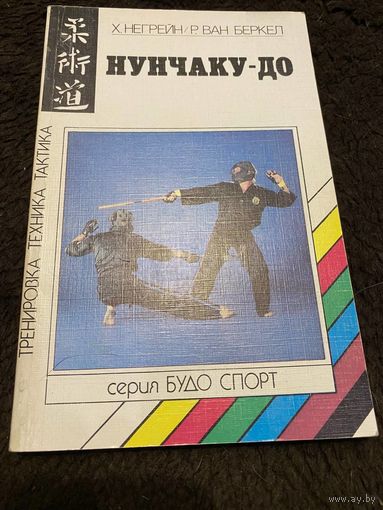 柔術道
Х. НЕГРЕЙН/Р. ВАН БЕРКЕЛ
НУНЧАКУ-ДО
ТРЕНИРОВКА ТЕХНИКА ТАКТИКА
серия БУДО СПОРТ
www.ay.by